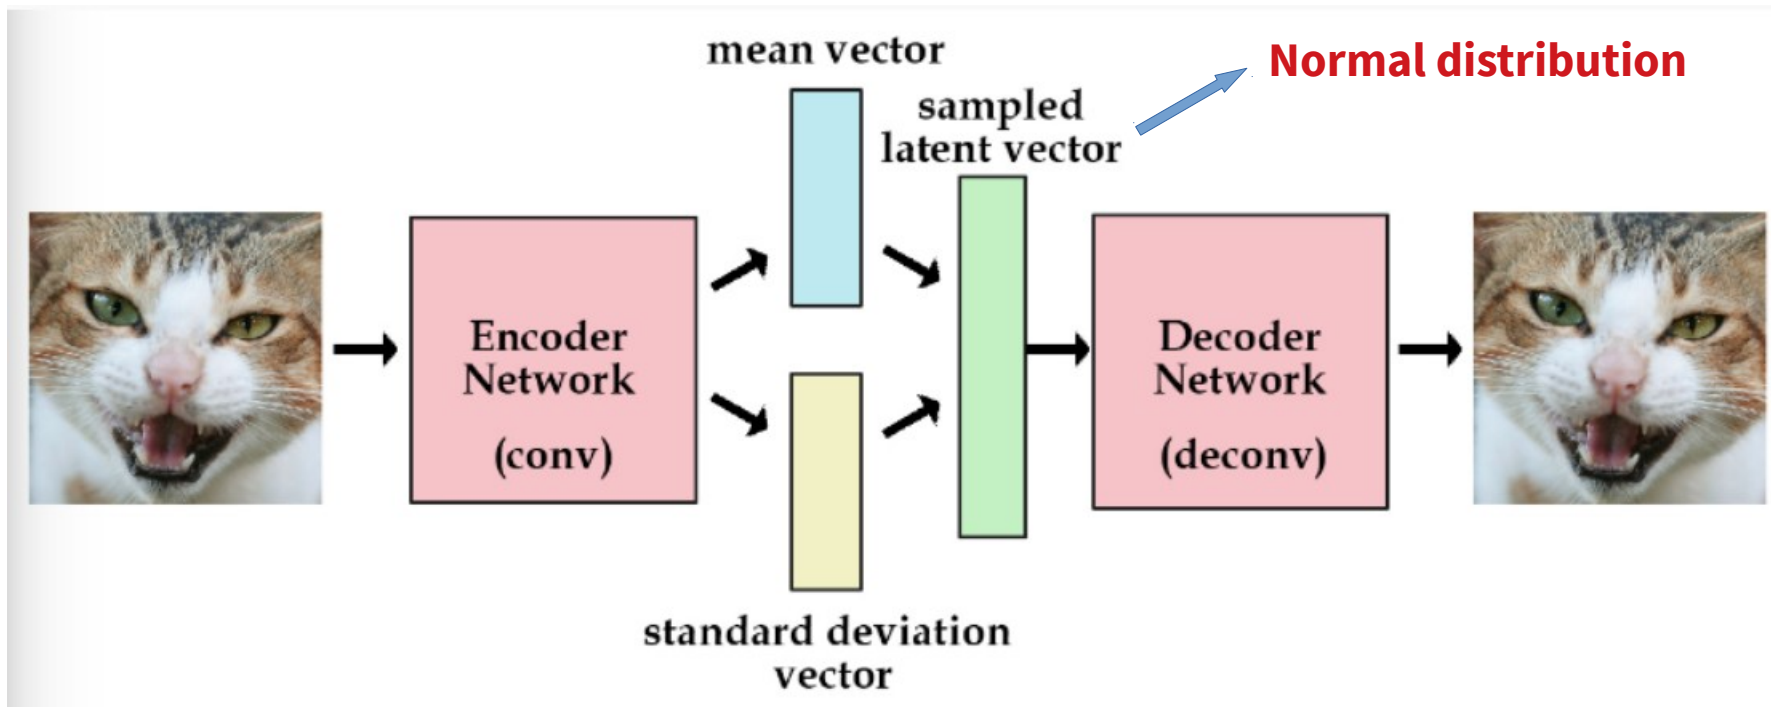 mean vector
Normal distribution
sampled
latent vector
Encoder
Network
(conv)
Decoder
Network
(deconv)
standard deviation
vector